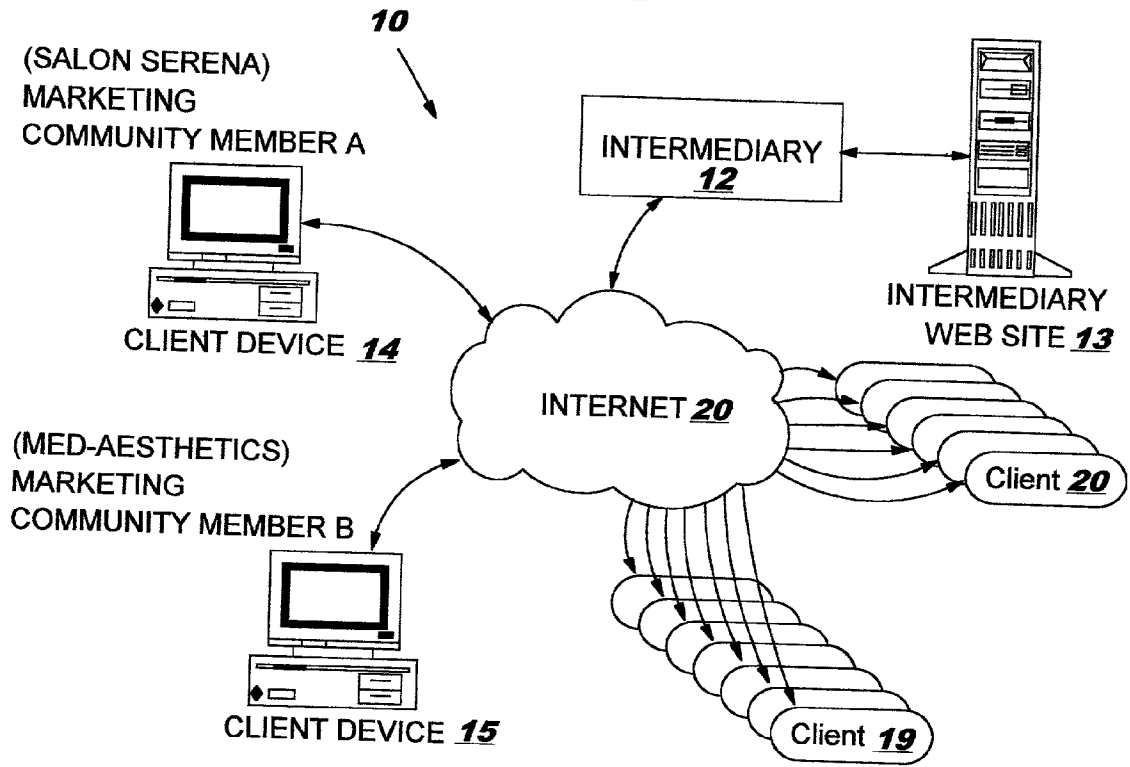 10
(SALON SERENA)
MARKETING
COMMUNITY MEMBER A
CLIENT DEVICE 14
INTERMEDIARY
12
INTERMEDIARY
WEB SITE 13
INTERNET 20
Client 20
(MED-AESTHETICS)
MARKETING
COMMUNITY MEMBER B
CLIENT DEVICE 15
Client 19